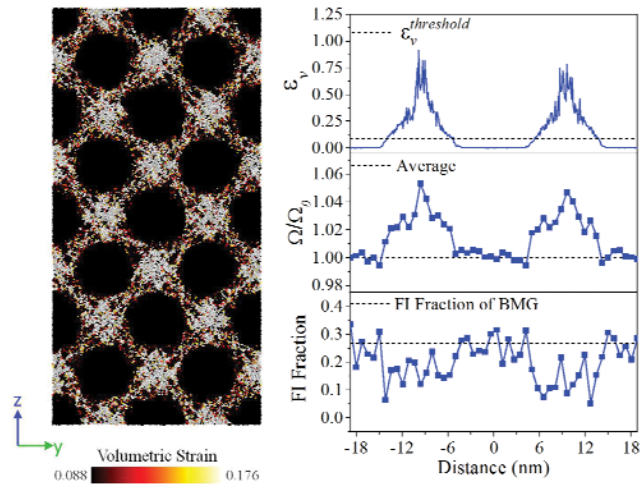 z
y
Volumetric Strain
0.088
0.176
ε_v^threshold
ε_v
1.25
1.00
0.75
0.50
0.25
0.00
Average
Ω/Ω₀
1.06
1.04
1.02
1.00
0.98
FI Fraction of BMG
FI Fraction
0.4
0.3
0.2
0.1
0.0
-18 -12 -6 0 6 12 18
Distance (nm)